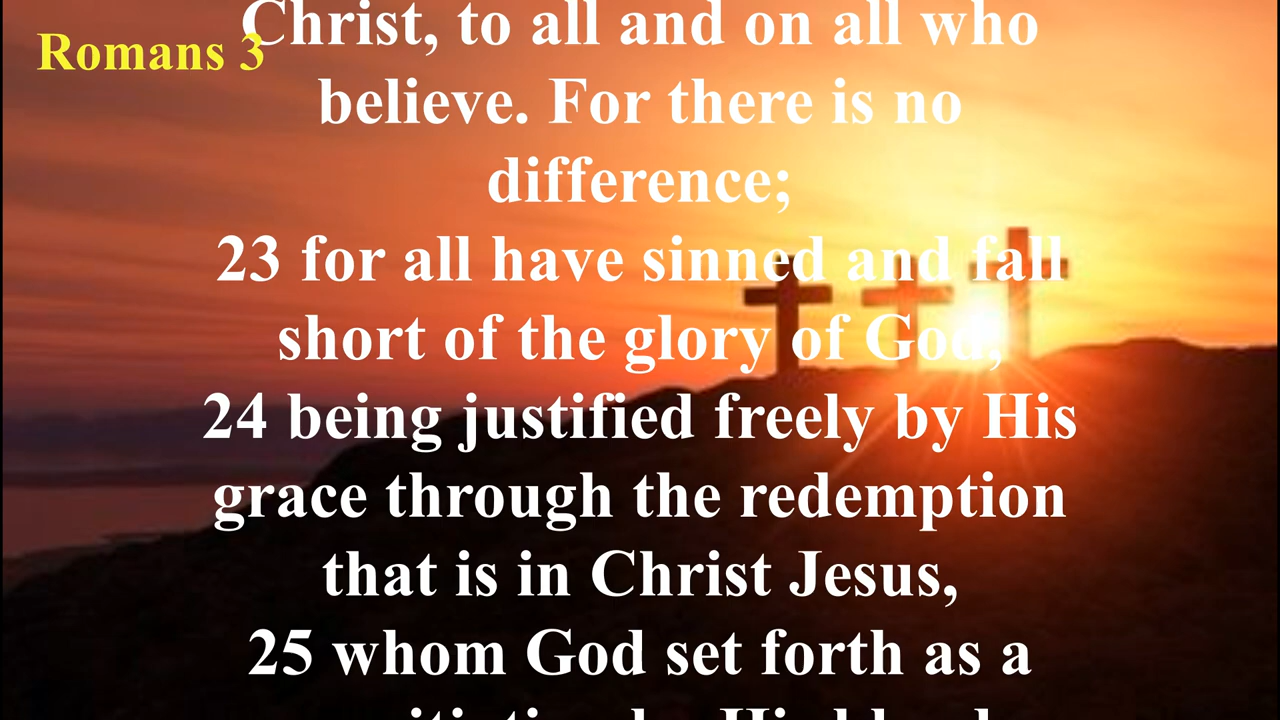 Romans 3
Christ, to all and on all who
believe. For there is no
difference;
23 for all have sinned and fall
short of the glory of God,
24 being justified freely by His
grace through the redemption
that is in Christ Jesus,
25 whom God set forth as a